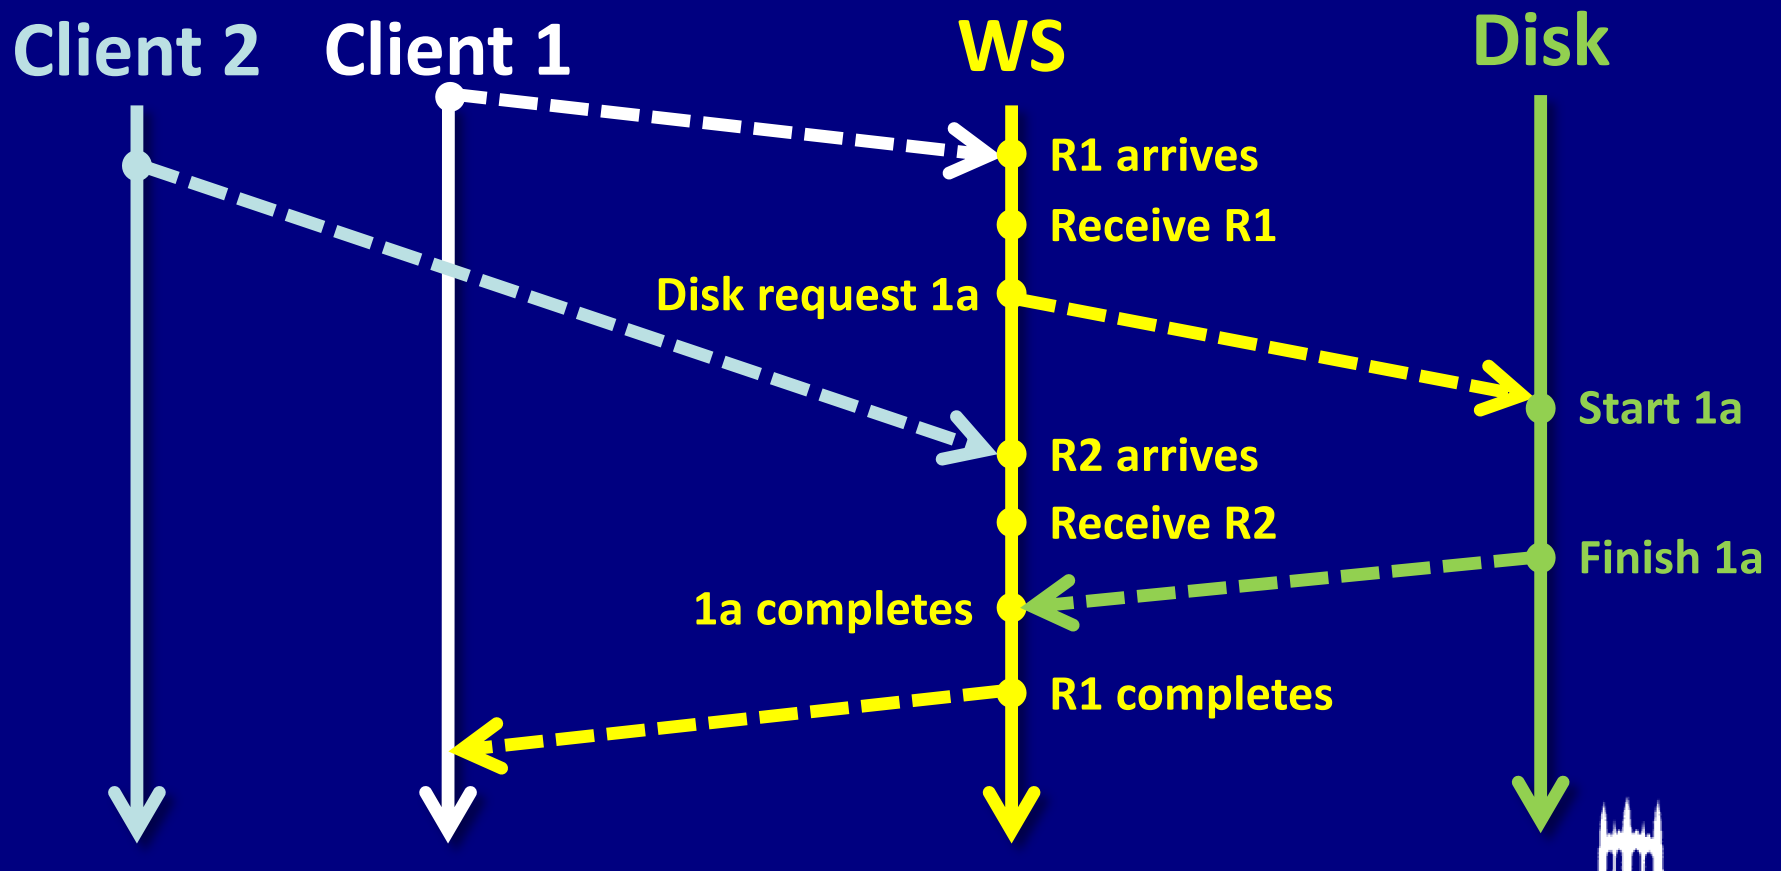 Client 2
Client 1
WS
Disk
R1 arrives
Receive R1
Disk request 1a
Start 1a
R2 arrives
Receive R2
Finish 1a
1a completes
R1 completes